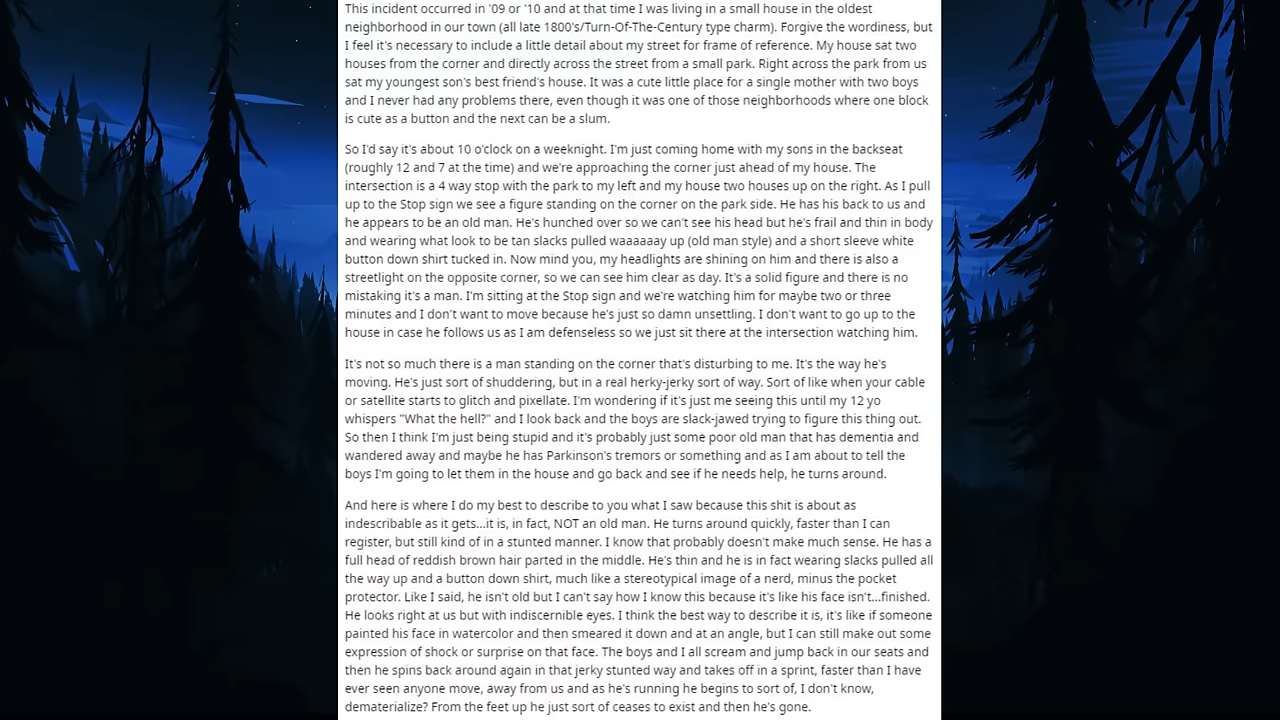 This incident occurred in '09 or '10 and at that time I was living in a small house in the oldest
neighborhood in our town (all late 1800's/Turn-Of-The-Century type charm). Forgive the wordiness, but
I feel it's necessary to include a little detail about my street for frame of reference. My house sat two
houses from the corner and directly across the street from a small park. Right across the park from us
sat my youngest son's best friend's house. It was a cute little place for a single mother with two boys
and I never had any problems there, even though it was one of those neighborhoods where one block
is cute as a button and the next can be a slum.
So I'd say it's about 10 o'clock on a weeknight. I'm just coming home with my sons in the backseat
(roughly 12 and 7 at the time) and we're approaching the corner just ahead of my house. The
intersection is a 4 way stop with the park to my left and my house two houses up on the right. As I pull
up to the Stop sign we see a figure standing on the corner on the park side. He has his back to us and
he appears to be an old man. He's hunched over so we can't see his head but he's frail and thin in body
and wearing what look to be tan slacks pulled waaaaaay up (old man style) and a short sleeve white
button down shirt tucked in. Now mind you, my headlights are shining on him and there is also a
streetlight on the opposite corner, so we can see him clear as day. It's a solid figure and there is no
mistaking it's a man. I'm sitting at the Stop sign and we're watching him for maybe two or three
minutes and I don't want to move because he's just so damn unsettling. I don't want to go up to the
house in case he follows us as I am defenseless so we just sit there at the intersection watching him.
It's not so much there is a man standing on the corner that's disturbing to me. It's the way he's
moving. He's just sort of shuddering, but in a real herky-jerky sort of way. Sort of like when your cable
or satellite starts to glitch and pixellate. I'm wondering if it's just me seeing this until my 12 yo
whispers "What the hell?" and I look back and the boys are slack-jawed trying to figure this thing out.
So then I think I'm just being stupid and it's probably just some poor old man that has dementia and
wandered away and maybe he has Parkinson's tremors or something and as I am about to tell the
boys I'm going to let them in the house and go back and see if he needs help, he turns around.
And here is where I do my best to describe to you what I saw because this shit is about as
indescribable as it gets...it is, in fact, NOT an old man. He turns around quickly, faster than I can
register, but still kind of in a stunted manner. I know that probably doesn't make much sense. He has a
full head of reddish brown hair parted in the middle. He's thin and he is in fact wearing slacks pulled all
the way up and a button down shirt, much like a stereotypical image of a nerd, minus the pocket
protector. Like I said, he isn't old but I can't say how I know this because it's like his face isn't...finished.
He looks right at us but with indiscernible eyes. I think the best way to describe it is, it's like if someone
painted his face in watercolor and then smeared it down and at an angle, but I can still make out some
expression of shock or surprise on that face. The boys and I all scream and jump back in our seats and
then he spins back around again in that jerky stunted way and takes off in a sprint, faster than I have
ever seen anyone move, away from us and as he's running he begins to sort of, I don't know,
dematerialize? From the feet up he just sort of ceases to exist and then he's gone.